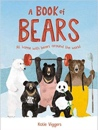 A BOOK OF
BEARS
At home with bears around the world
Katie Viggers